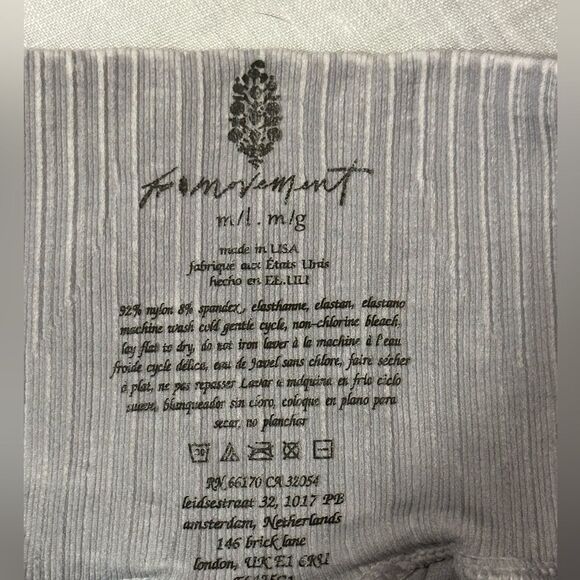 fp movement
m/l . m/g
made in USA
fabriqué aux États Unis
hecho en EE.UU
92% nylon 8% spandex, elasthanne, elastan, elastano
machine wash cold gentle cycle, non-chlorine bleach
lay flat to dry, do not iron laver à la machine à l'eau
froide cycle délica, eau de javel sans chlore, faire sécher
à plat, ne pas repasser Lavar a máquina en frío ciclo
suave, blanqueador sin cloro, coloque en plano para
secar, no planchar
30
RN 66170 CA 32054
leidsestraat 32, 1017 PB
amsterdam, Netherlands
146 brick lane
london, UK E1 6RU